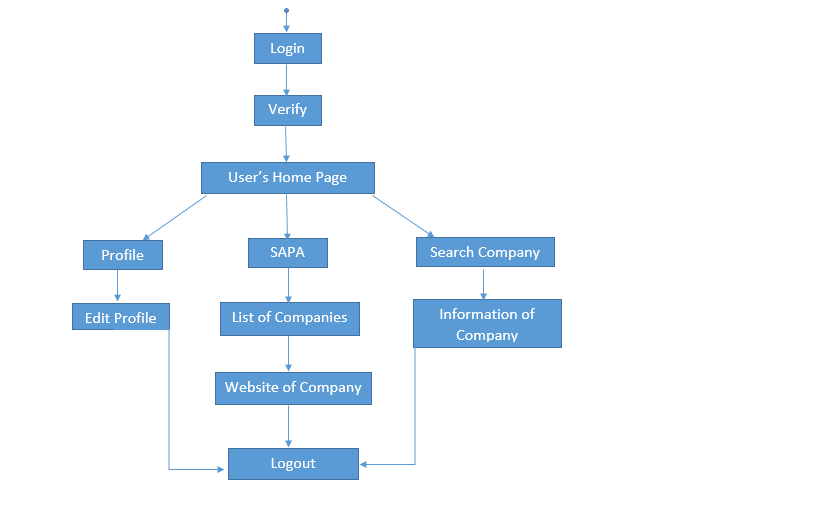 Login
Verify
User's Home Page
Profile
SAPA
Search Company
Edit Profile
List of Companies
Information of
Company
Website of Company
Logout